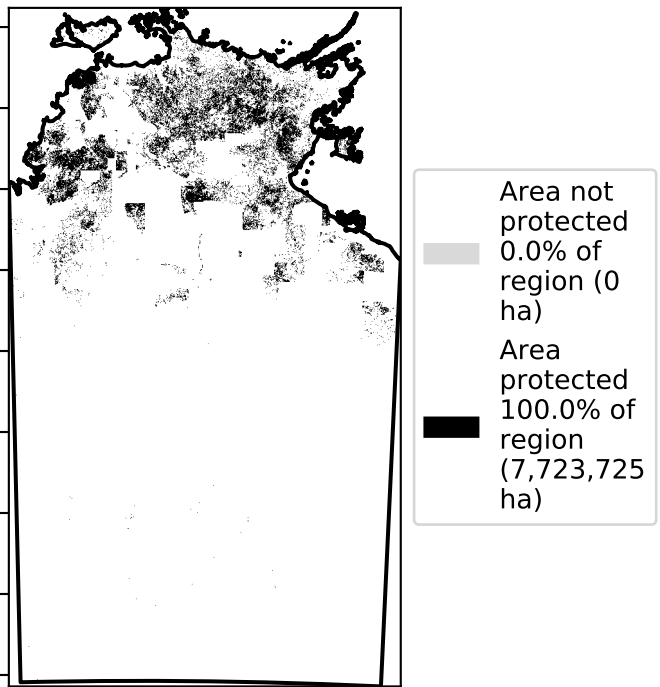 Area not
protected
0.0% of
region (0
ha)
Area
protected
100.0% of
region
(7,723,725
ha)